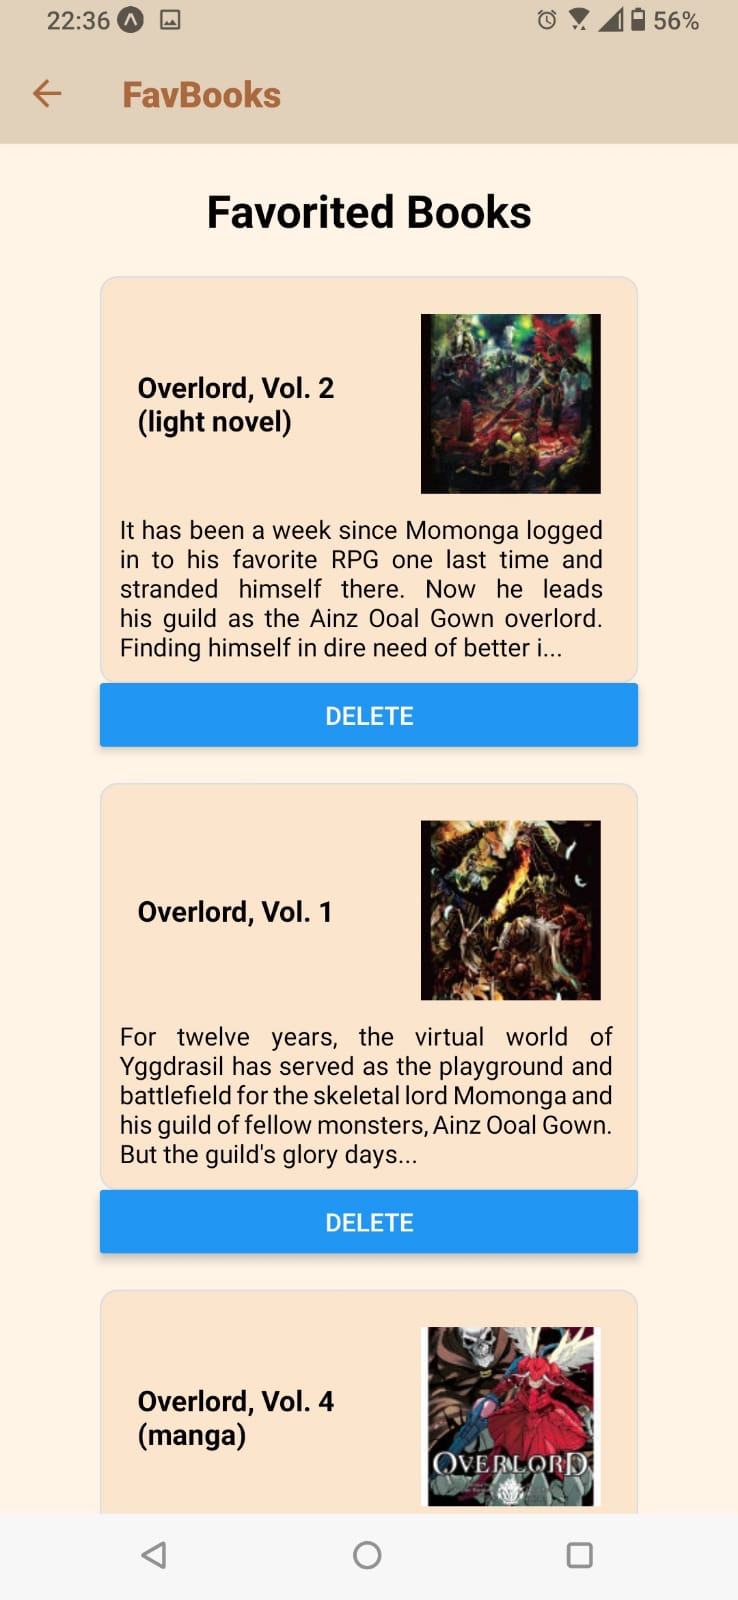 22:36
56%
FavBooks
Favorited Books
Overlord, Vol. 2
(light novel)
It has been a week since Momonga logged
in to his favorite RPG one last time and
stranded himself there. Now he leads
his guild as the Ainz Ooal Gown overlord.
Finding himself in dire need of better i...
DELETE
Overlord, Vol. 1
For twelve years, the virtual world of
Yggdrasil has served as the playground and
battlefield for the skeletal lord Momonga and
his guild of fellow monsters, Ainz Ooal Gown.
But the guild's glory days...
DELETE
Overlord, Vol. 4
(manga)
OVERLORD